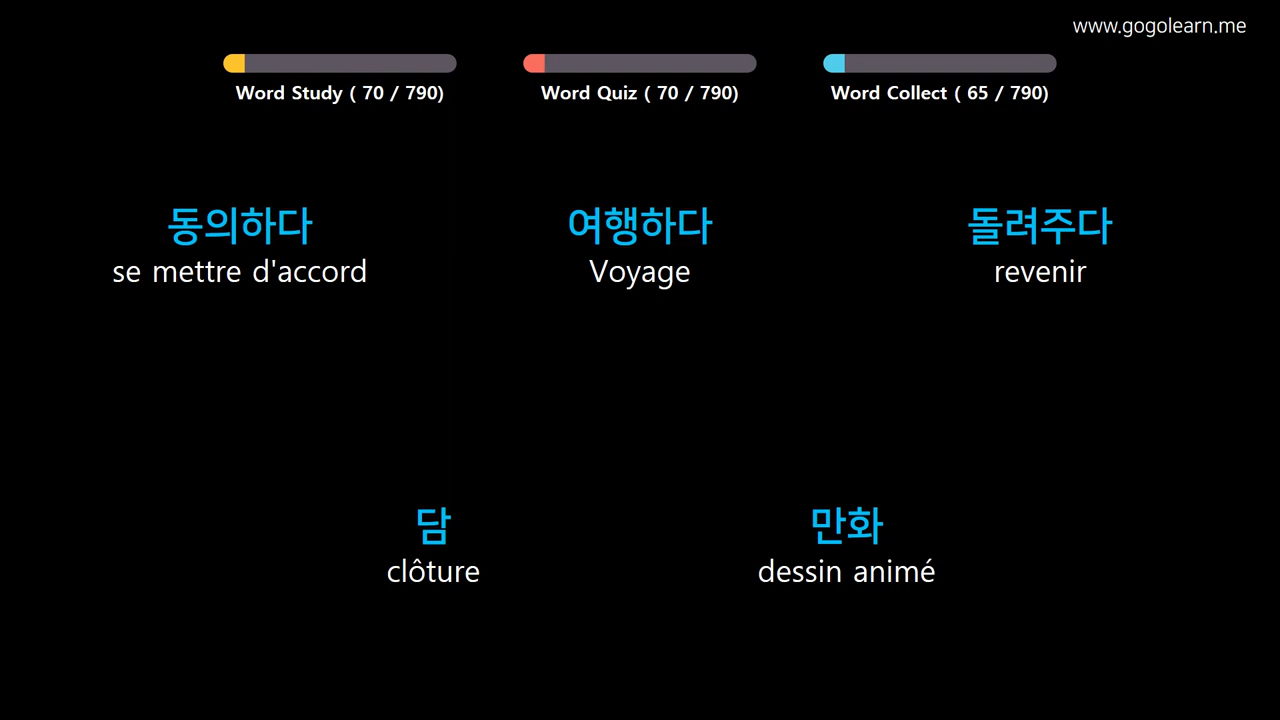 www.gogolearn.me
Word Study ( 70 / 790)
Word Quiz ( 70 / 790)
Word Collect ( 65 / 790)
동의하다
se mettre d'accord
여행하다
Voyage
돌려주다
revenir
담
clôture
만화
dessin animé